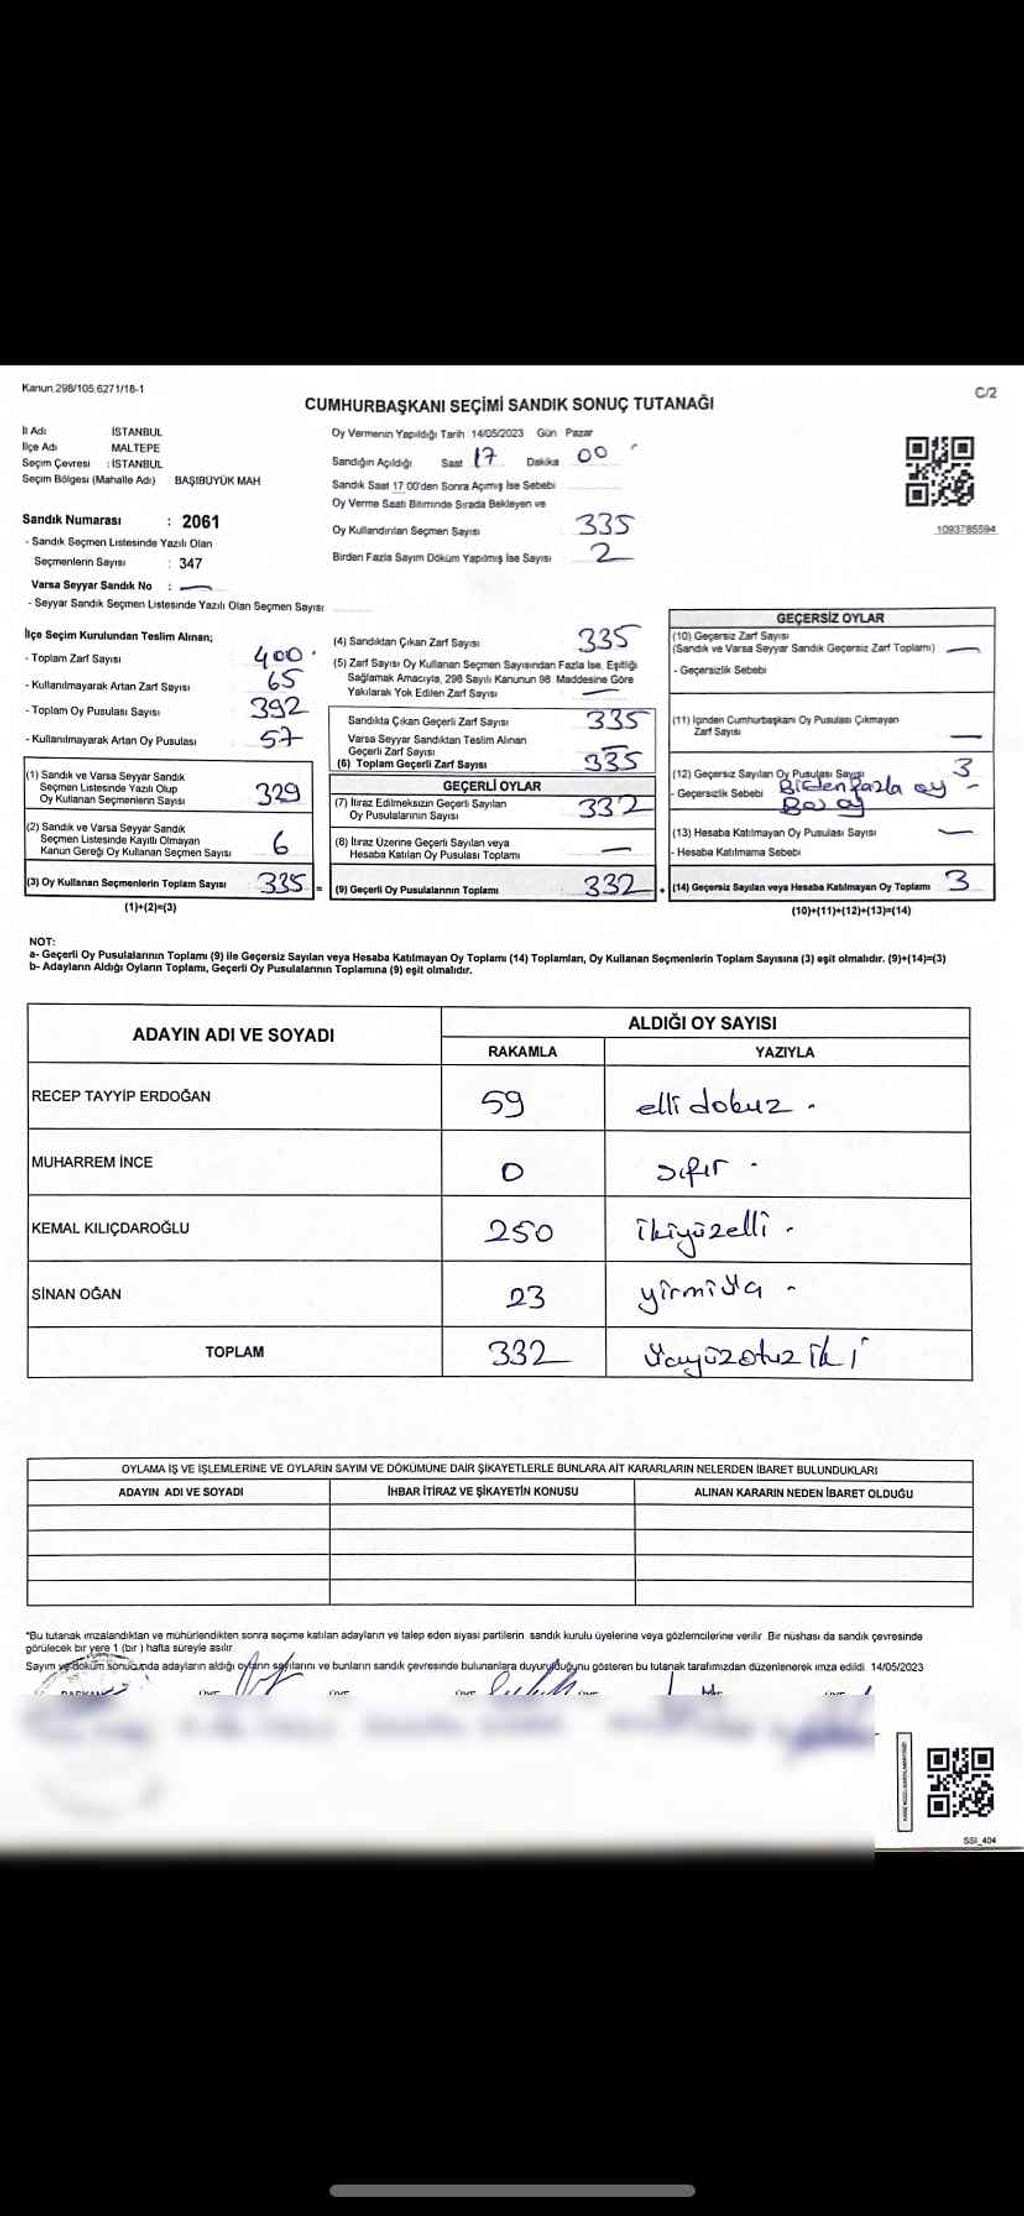 Kanun 298/105 6271/18-1
C/2
CUMHURBAŞKANI SEÇİMİ SANDIK SONUÇ TUTANAĞI
İl Adı İSTANBUL
İlçe Adı MALTEPE
Seçim Çevresi : İSTANBUL
Seçim Bölgesi (Mahalle Adı) BAŞIBÜYÜK MAH
Sandık Numarası : 2061
- Sandık Seçmen Listesinde Yazılı Olan
Seçmenlerin Sayısı : 347
Varsa Seyyar Sandık No : —
- Seyyar Sandık Seçmen Listesinde Yazılı Olan Seçmen Sayısı
Oy Vermenin Yapıldığı Tarih 14/05/2023 Gün Pazar
Sandığın Açıldığı Saat 17 Dakika 00
Sandık Saat 17 00'den Sonra Açımış İse Sebebi
Oy Verme Saati Bitiminde Sırada Bekleyen ve
Oy Kullandırılan Seçmen Sayısı 335
Birden Fazla Sayım Döküm Yapılmış İse Sayısı 2
1093785594
İlçe Seçim Kurulundan Teslim Alınan;
- Toplam Zarf Sayısı 400
- Kullanılmayarak Artan Zarf Sayısı 65
- Toplam Oy Pusulası Sayısı 392
- Kullanılmayarak Artan Oy Pusulası 57
(1) Sandık ve Varsa Seyyar Sandık
Seçmen Listesinde Yazılı Olup
Oy Kullanan Seçmenlerin Sayısı 329
(2) Sandık ve Varsa Seyyar Sandık
Seçmen Listesinde Kayıtlı Olmayan
Kanun Gereği Oy Kullanan Seçmen Sayısı 6
(3) Oy Kullanan Seçmenlerin Toplam Sayısı 335 =
(1)+(2)=(3)
(4) Sandıktan Çıkan Zarf Sayısı 335
(5) Zarf Sayısı Oy Kullanan Seçmen Sayısından Fazla İse, Eşitliği
Sağlamak Amacıyla, 298 Sayılı Kanunun 98 Maddesine Göre
Yakılarak Yok Edilen Zarf Sayısı —
Sandıkta Çıkan Geçerli Zarf Sayısı 335
Varsa Seyyar Sandıktan Teslim Alınan
Geçerli Zarf Sayısı —
(6) Toplam Geçerli Zarf Sayısı 335
GEÇERLİ OYLAR
(7) İtiraz Edilmeksizin Geçerli Sayılan
Oy Pusulalarının Sayısı 332
(8) İtiraz Üzerine Geçerli Sayılan veya
Hesaba Katılan Oy Pusulası Toplamı —
(9) Geçerli Oy Pusulalarının Toplamı 332 +
GEÇERSİZ OYLAR
(10) Geçersiz Zarf Sayısı
(Sandık ve Varsa Seyyar Sandık Geçersiz Zarf Toplamı) —
- Geçersizlik Sebebi
(11) İçinden Cumhurbaşkanı Oy Pusulası Çıkmayan
Zarf Sayısı —
(12) Geçersiz Sayılan Oy Pusulası Sayısı 3
- Geçersizlik Sebebi Birden fazla oy -
(13) Hesaba Katılmayan Oy Pusulası Sayısı —
- Hesaba Katılmama Sebebi
(14) Geçersiz Sayılan veya Hesaba Katılmayan Oy Toplamı 3
(10)+(11)+(12)+(13)=(14)
NOT:
a- Geçerli Oy Pusulalarının Toplamı (9) ile Geçersiz Sayılan veya Hesaba Katılmayan Oy Toplamı (14) Toplamları, Oy Kullanan Seçmenlerin Toplam Sayısına (3) eşit olmalıdır. (9)+(14)=(3)
b- Adayların Aldığı Oyların Toplamı, Geçerli Oy Pusulalarının Toplamına (9) eşit olmalıdır.
ADAYIN ADI VE SOYADI ALDIĞI OY SAYISI
RAKAMLA YAZIYLA
RECEP TAYYİP ERDOĞAN 59 elli dokuz .
MUHARREM İNCE 0 sıfır .
KEMAL KILIÇDAROĞLU 250 ikiyüzelli .
SİNAN OĞAN 23 yirmi üç .
TOPLAM 332 üçyüzotuz iki
OYLAMA İŞ VE İŞLEMLERİNE VE OYLARIN SAYIM VE DÖKÜMÜNE DAİR ŞİKAYETLERLE BUNLARA AİT KARARLARIN NELERDEN İBARET BULUNDUKLARI
ADAYIN ADI VE SOYADI İHBAR İTİRAZ VE ŞİKAYETİN KONUSU ALINAN KARARIN NEDEN İBARET OLDUĞU
*Bu tutanak imzalandıktan ve mühürlendikten sonra seçime katılan adayların ve talep eden siyasi partilerin sandık kurulu üyelerine veya gözlemcilerine verilir Bir nüshası da sandık çevresinde
görülecek bir yere 1 (bir ) hafta süreyle asılır
Sayım ve döküm sonucunda adayların aldığı oyların sayılarını ve bunların sandık çevresinde bulunanlara duyurulduğunu gösteren bu tutanak tarafımızdan düzenlenerek imza edildi 14/05/2023
SSI_404